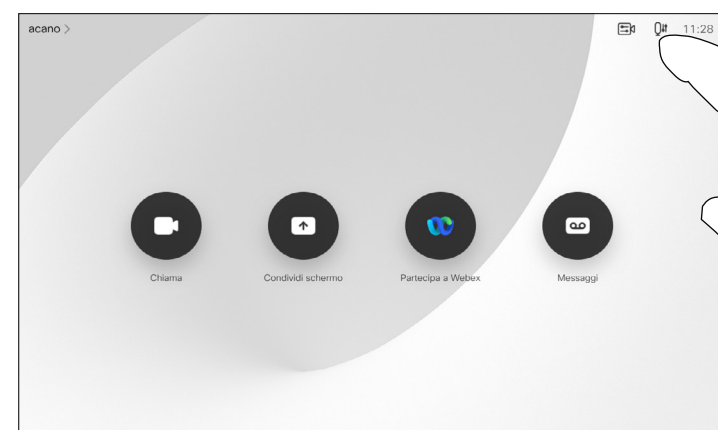 acano >
11:28
Chiama
Condividi schermo
Partecipa a Webex
Messaggi